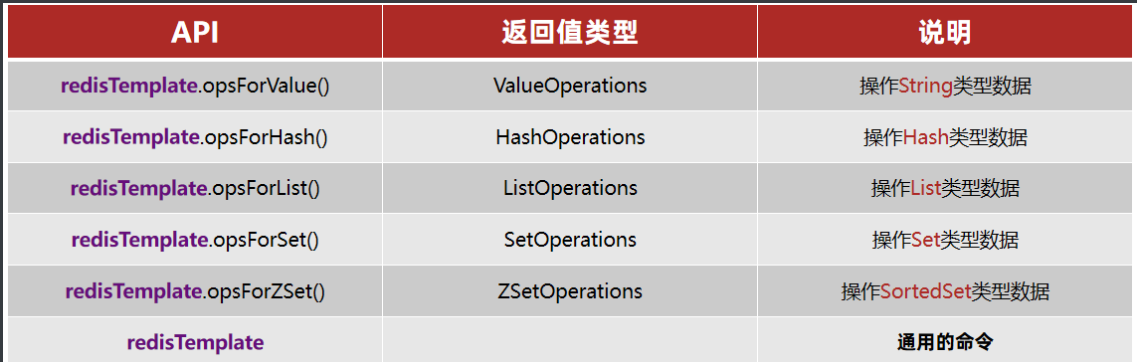 API 返回值类型 说明
redisTemplate.opsForValue() ValueOperations 操作String类型数据
redisTemplate.opsForHash() HashOperations 操作Hash类型数据
redisTemplate.opsForList() ListOperations 操作List类型数据
redisTemplate.opsForSet() SetOperations 操作Set类型数据
redisTemplate.opsForZSet() ZSetOperations 操作SortedSet类型数据
redisTemplate 通用的命令